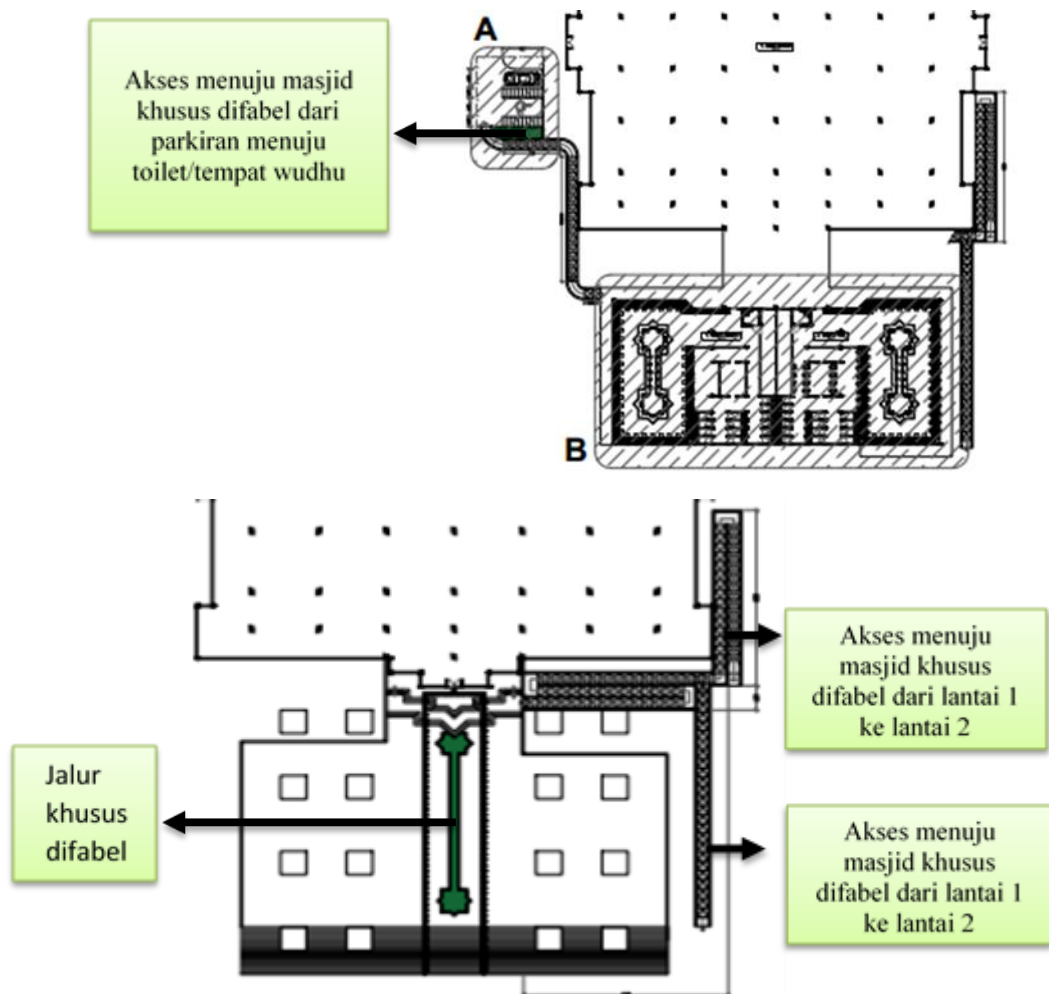 A
Akses menuju masjid
khusus difabel dari
parkiran menuju
toilet/tempat wudhu
B
Akses menuju
masjid khusus
difabel dari lantai 1
ke lantai 2
Jalur
khusus
difabel
Akses menuju
masjid khusus
difabel dari lantai 1
ke lantai 2